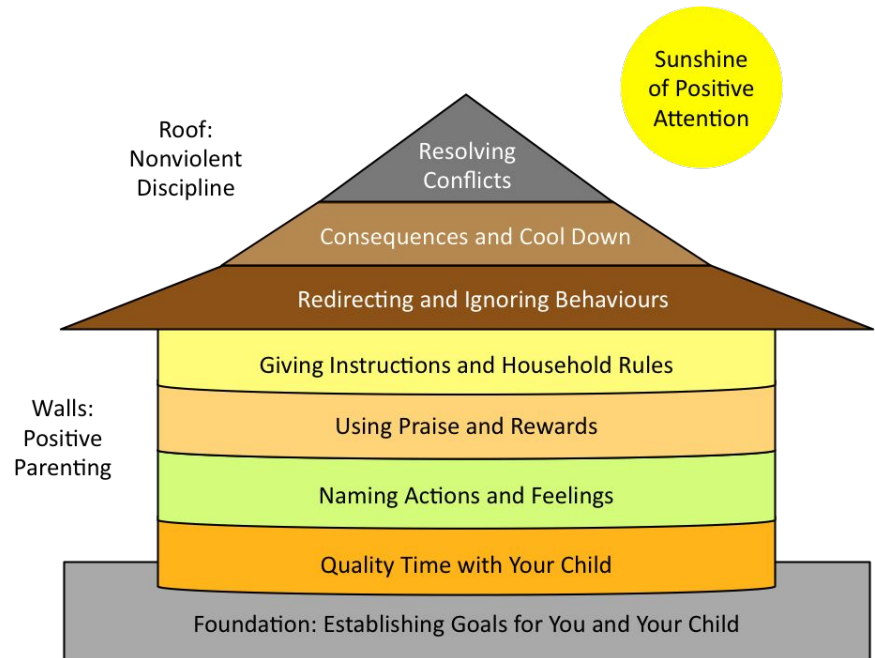 Sunshine
of Positive
Attention
Roof:
Nonviolent
Discipline
Resolving
Conflicts
Consequences and Cool Down
Redirecting and Ignoring Behaviours
Giving Instructions and Household Rules
Walls:
Positive
Parenting
Using Praise and Rewards
Naming Actions and Feelings
Quality Time with Your Child
Foundation: Establishing Goals for You and Your Child